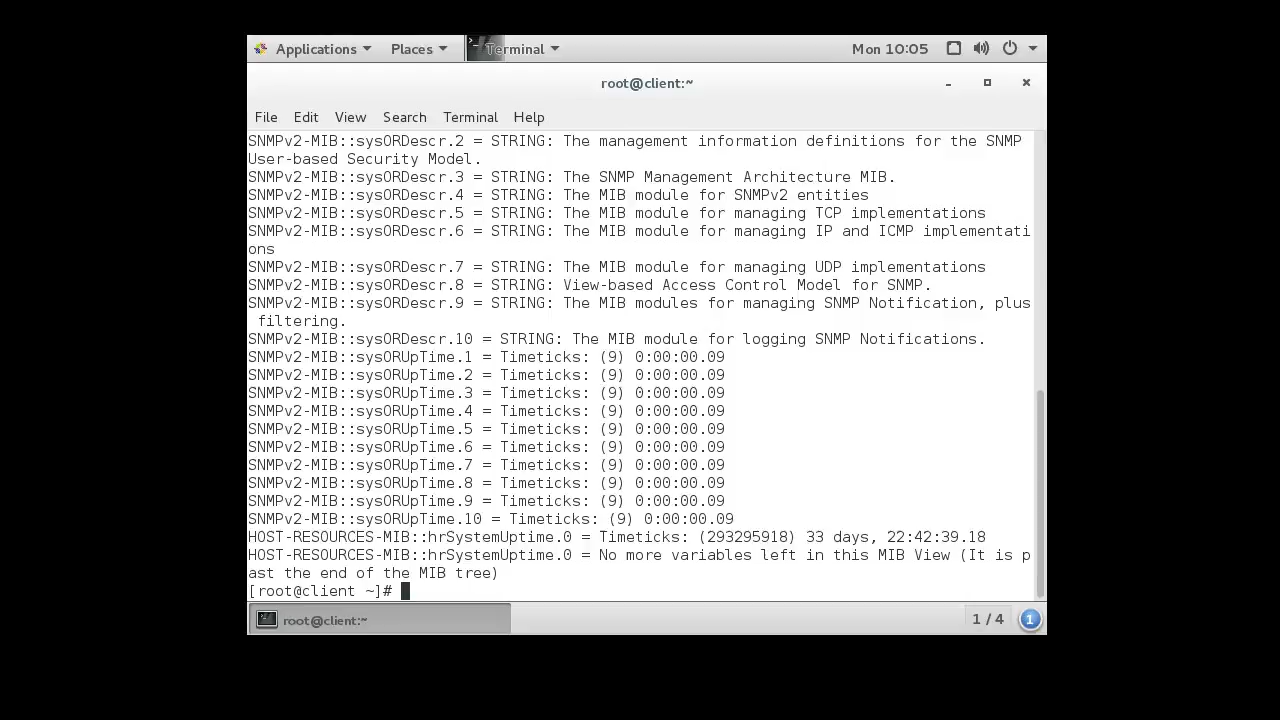 Applications Places Terminal Mon 10:05
root@client:~
File Edit View Search Terminal Help
SNMPv2-MIB::sysORDescr.2 = STRING: The management information definitions for the SNMP
User-based Security Model.
SNMPv2-MIB::sysORDescr.3 = STRING: The SNMP Management Architecture MIB.
SNMPv2-MIB::sysORDescr.4 = STRING: The MIB module for SNMPv2 entities
SNMPv2-MIB::sysORDescr.5 = STRING: The MIB module for managing TCP implementations
SNMPv2-MIB::sysORDescr.6 = STRING: The MIB module for managing IP and ICMP implementati
ons
SNMPv2-MIB::sysORDescr.7 = STRING: The MIB module for managing UDP implementations
SNMPv2-MIB::sysORDescr.8 = STRING: View-based Access Control Model for SNMP.
SNMPv2-MIB::sysORDescr.9 = STRING: The MIB modules for managing SNMP Notification, plus
filtering.
SNMPv2-MIB::sysORDescr.10 = STRING: The MIB module for logging SNMP Notifications.
SNMPv2-MIB::sysORUpTime.1 = Timeticks: (9) 0:00:00.09
SNMPv2-MIB::sysORUpTime.2 = Timeticks: (9) 0:00:00.09
SNMPv2-MIB::sysORUpTime.3 = Timeticks: (9) 0:00:00.09
SNMPv2-MIB::sysORUpTime.4 = Timeticks: (9) 0:00:00.09
SNMPv2-MIB::sysORUpTime.5 = Timeticks: (9) 0:00:00.09
SNMPv2-MIB::sysORUpTime.6 = Timeticks: (9) 0:00:00.09
SNMPv2-MIB::sysORUpTime.7 = Timeticks: (9) 0:00:00.09
SNMPv2-MIB::sysORUpTime.8 = Timeticks: (9) 0:00:00.09
SNMPv2-MIB::sysORUpTime.9 = Timeticks: (9) 0:00:00.09
SNMPv2-MIB::sysORUpTime.10 = Timeticks: (9) 0:00:00.09
HOST-RESOURCES-MIB::hrSystemUptime.0 = Timeticks: (293295918) 33 days, 22:42:39.18
HOST-RESOURCES-MIB::hrSystemUptime.0 = No more variables left in this MIB View (It is p
ast the end of the MIB tree)
[root@client ~]#
root@client:~ 1 / 4 1